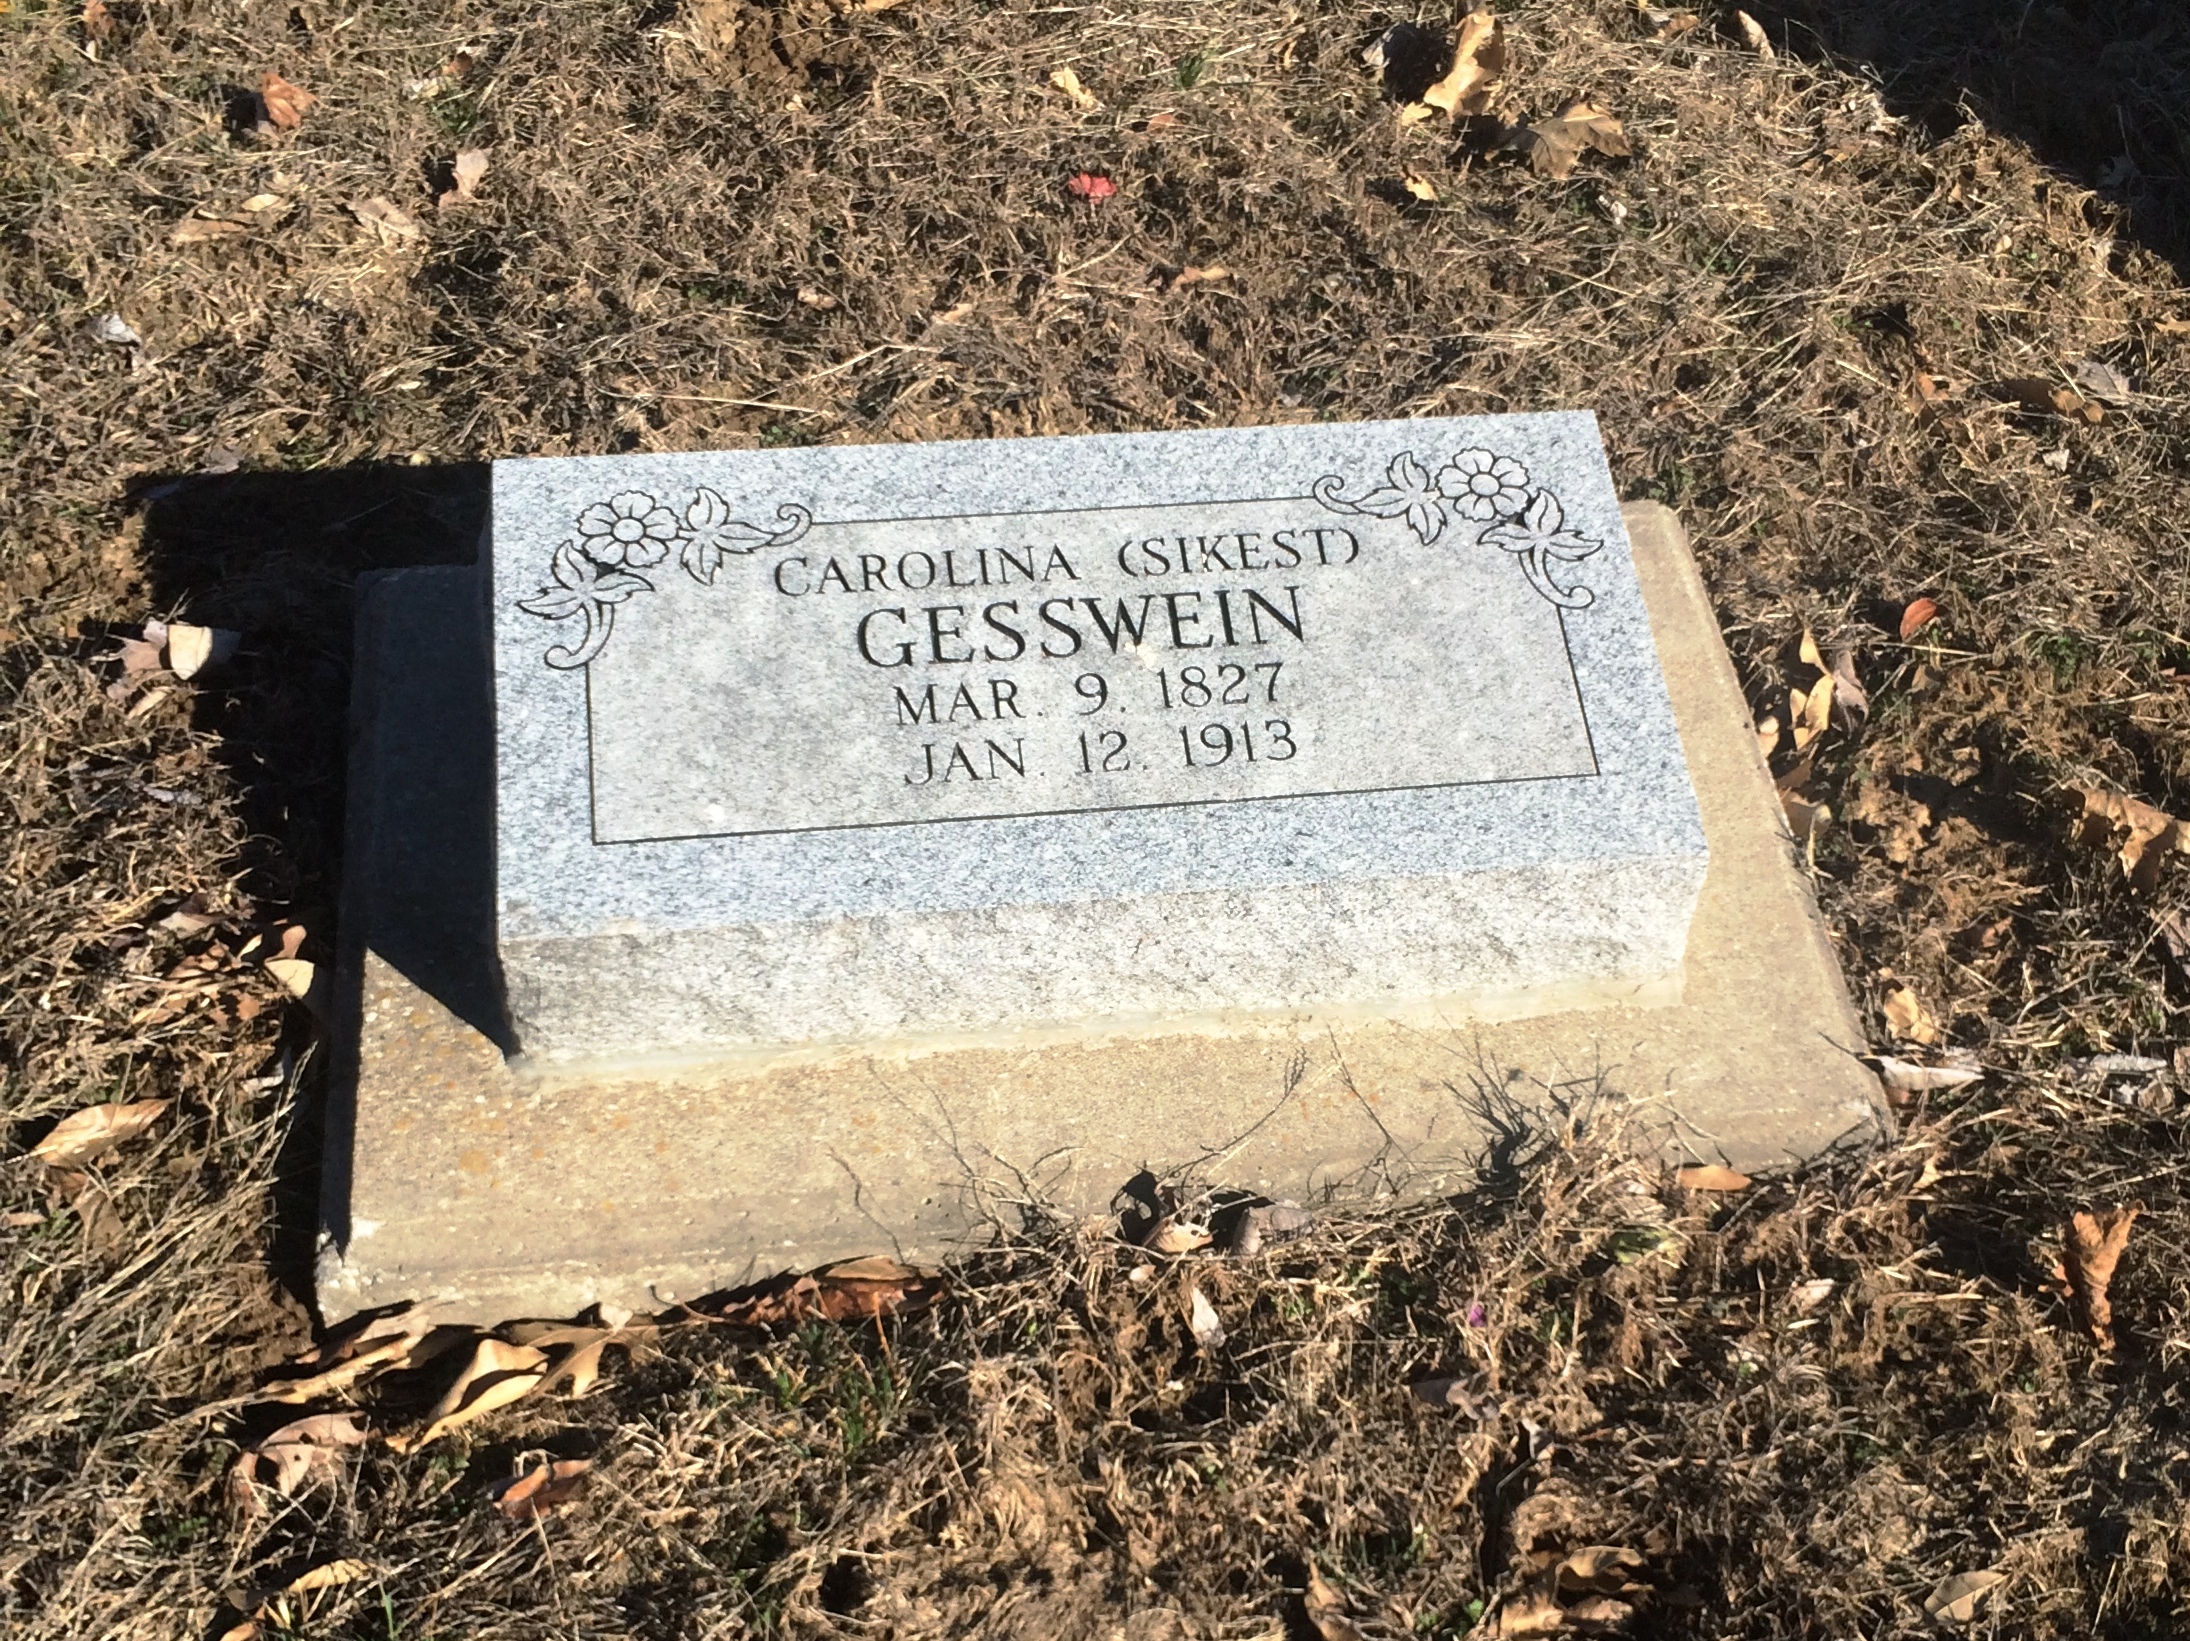 CAROLINA (SIKEST)
GESSWEIN
MAR. 9. 1827
JAN. 12. 1913